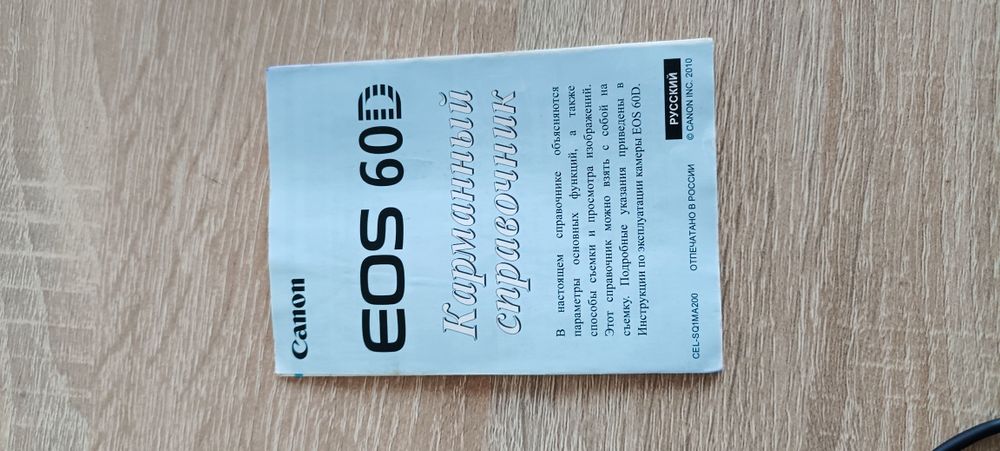 Canon
EOS 60D
Карманный
справочник
В настоящем справочнике объясняются
параметры основных функций, а также
способы съемки и просмотра изображений.
Этот справочник можно взять с собой на
съемку. Подробные указания приведены в
Инструкции по эксплуатации камеры EOS 60D.
РУССКИЙ
CEL-SQ1MA200 ОТПЕЧАТАНО В РОССИИ © CANON INC. 2010